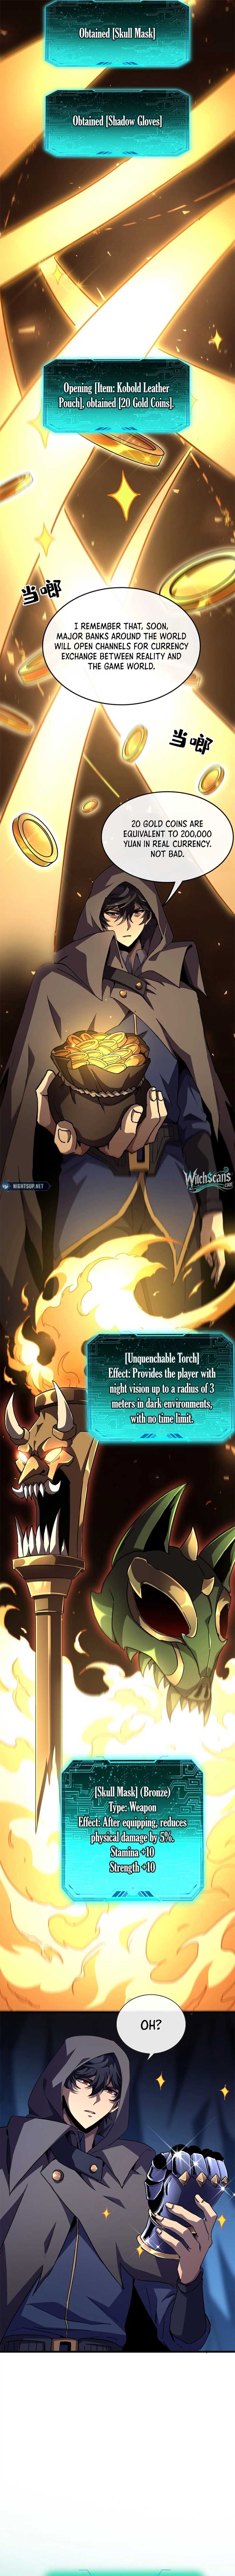 Obtained [Skull Mask]
Obtained [Shadow Gloves]
Opening [Item: Kobold Leather
Pouch], obtained [20 Gold Coins].
当啷
I REMEMBER THAT, SOON,
MAJOR BANKS AROUND THE WORLD
WILL OPEN CHANNELS FOR CURRENCY
EXCHANGE BETWEEN REALITY AND
THE GAME WORLD.
当啷
20 GOLD COINS ARE
EQUIVALENT TO 200,000
YUAN IN REAL CURRENCY.
NOT BAD.
WitchScans
.com
NIGHTSUP.NET
[Unquenchable Torch]
Effect: Provides the player with
night vision up to a radius of 3
meters in dark environments,
with no time limit.
[Skull Mask] (Bronze)
Type: Weapon
Effect: After equipping, reduces
physical damage by 5%.
Stamina +10
Strength +10
OH?